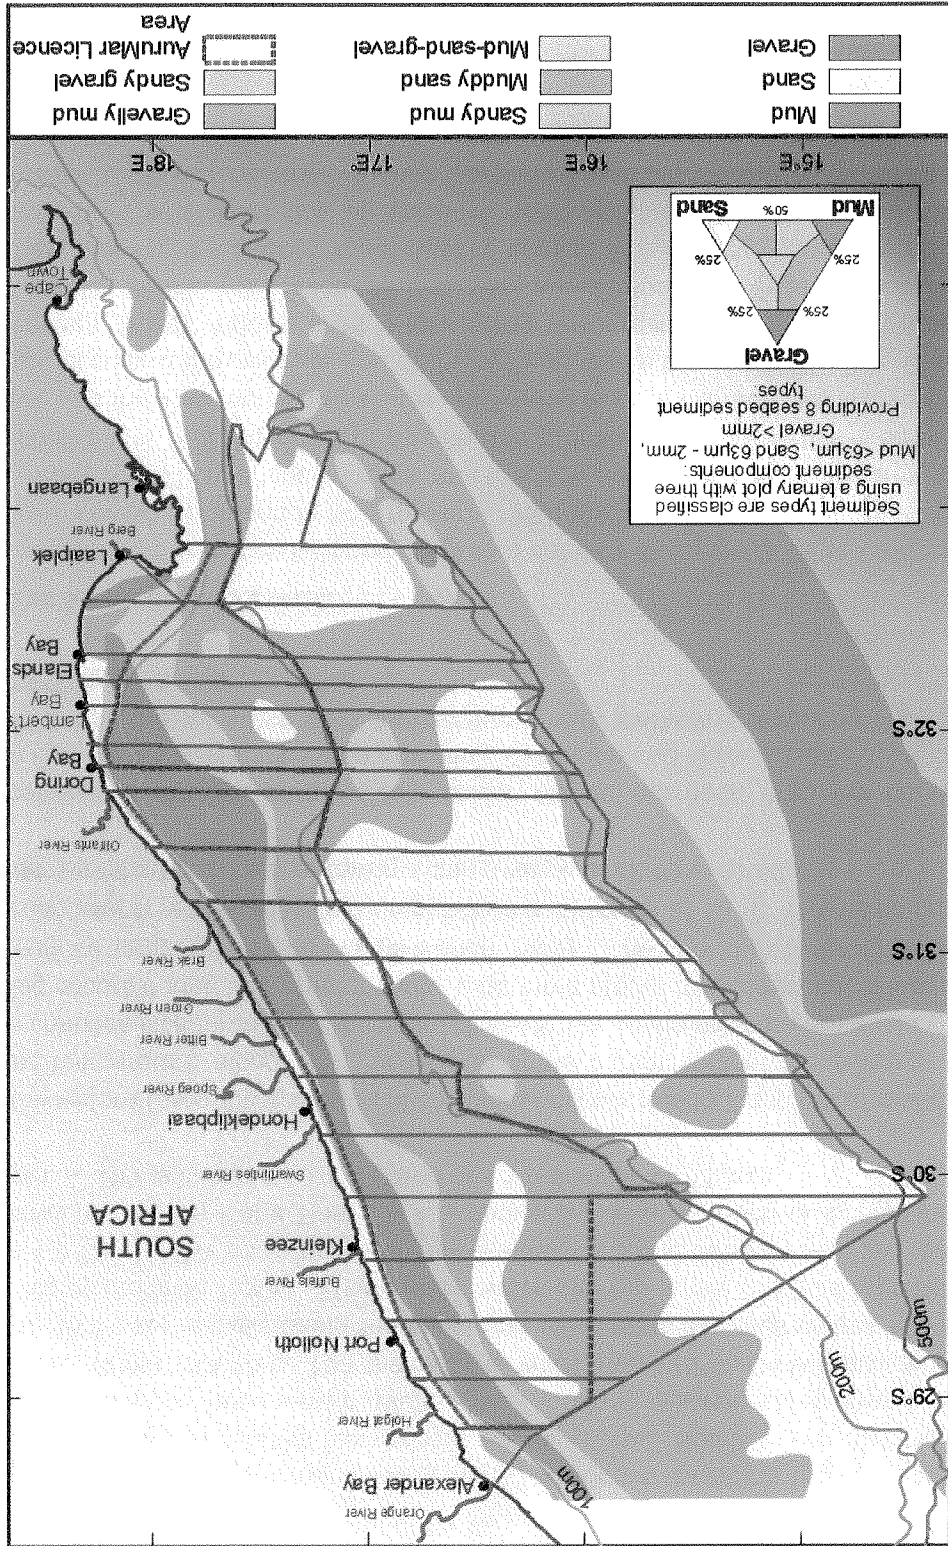 Orange River
Alexander Bay
Holgat River
Port Nolloth
Buffels River
Kleinzee
SOUTH
AFRICA
Swartlintjies River
Hondeklipbaai
Spoeg River
Bitter River
Groen River
Brak River
Olifants River
Doring
Bay
Lambert's
Bay
Elands
Bay
Laaiplek
Berg River
Langebaan
Cape
Town
100m
200m
500m
29°S
30°S
31°S
32°S
Sediment types are classified
using a ternary plot with three
sediment components:
Mud <63µm, Sand 63µm - 2mm,
Gravel >2mm
Providing 8 seabed sediment
types
Gravel
25%
25%
25%
25%
Mud
50%
Sand
15°E
16°E
17°E
18°E
Mud
Sand
Gravel
Sandy mud
Muddy sand
Mud-sand-gravel
Gravelly mud
Sandy gravel
AuruMar Licence
Area